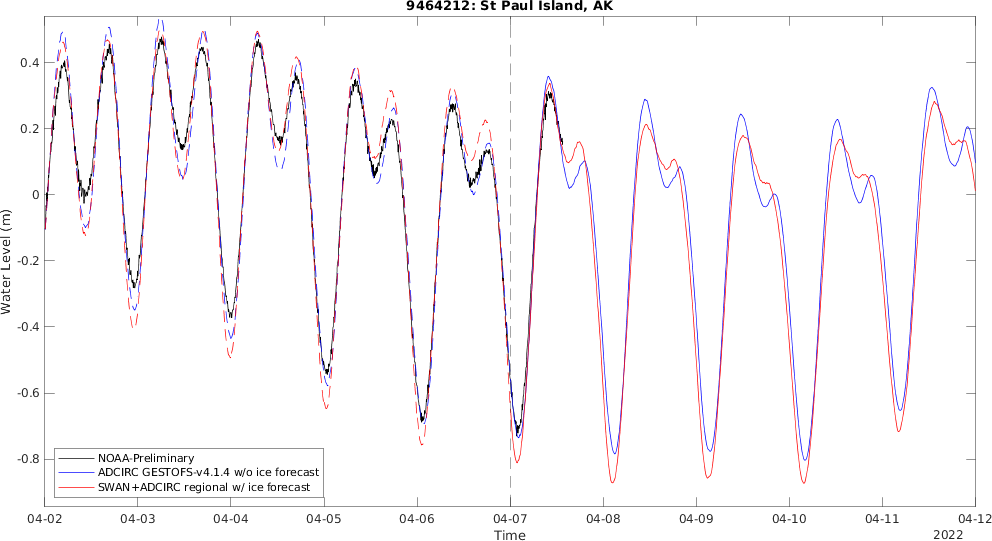 9464212: St Paul Island, AK
Water Level (m)
0.4
0.2
0
-0.2
-0.4
-0.6
-0.8
NOAA-Preliminary
ADCIRC GESTOFS-v4.1.4 w/o ice forecast
SWAN+ADCIRC regional w/ ice forecast
04-02 04-03 04-04 04-05 04-06 04-07 04-08 04-09 04-10 04-11 04-12
Time
2022